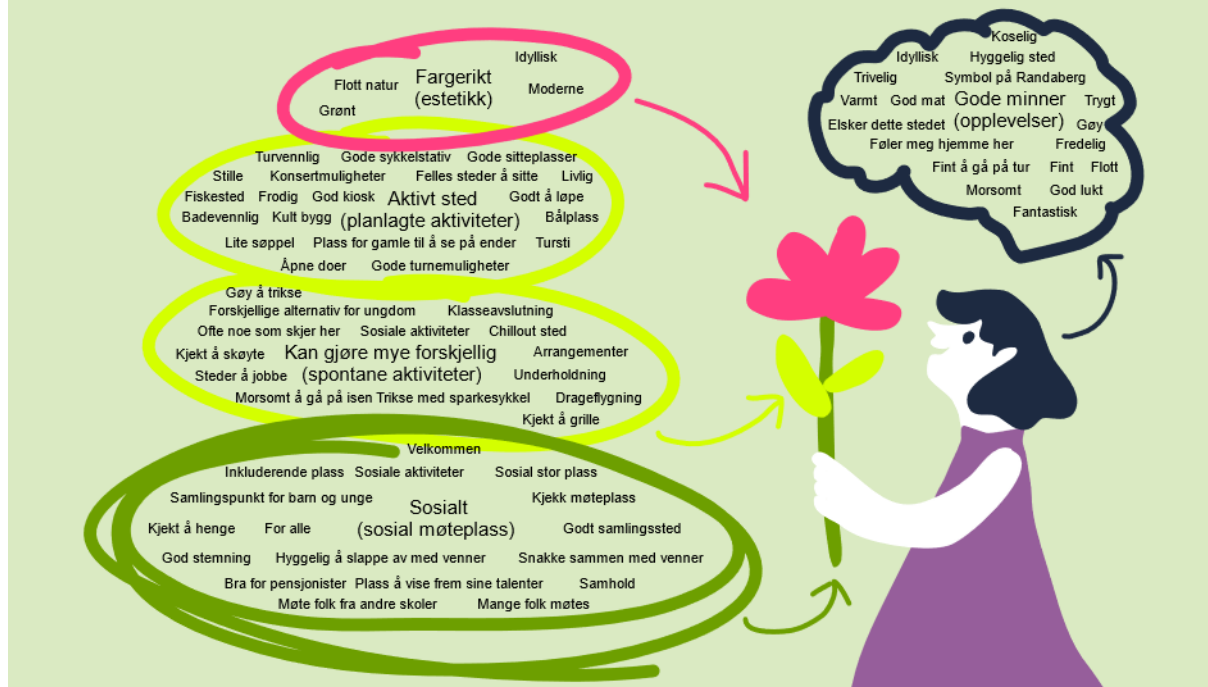 Idyllisk
Flott natur
Fargerikt
(estetikk)
Moderne
Grønt
Turvennlig Gode sykkelstativ Gode sitteplasser
Stille Konsertmuligheter Felles steder å sitte Livlig
Fiskested Frodig God kiosk Aktivt sted Godt å løpe
Badevennlig Kult bygg (planlagte aktiviteter) Bålplass
Lite søppel Plass for gamle til å se på ender Tursti
Åpne doer Gode turnemuligheter
Gøy å trikse
Forskjellige alternativ for ungdom Klasseavslutning
Ofte noe som skjer her Sosiale aktiviteter Chillout sted
Kjekt å skøyte Kan gjøre mye forskjellig Arrangementer
Steder å jobbe (spontane aktiviteter) Underholdning
Morsomt å gå på isen Trikse med sparkesykkel Drageflygning
Kjekt å grille
Velkommen
Inkluderende plass Sosiale aktiviteter Sosial stor plass
Samlingspunkt for barn og unge Kjekk møteplass
Sosialt
Kjekt å henge For alle (sosial møteplass) Godt samlingssted
God stemning Hyggelig å slappe av med venner Snakke sammen med venner
Bra for pensjonister Plass å vise frem sine talenter Samhold
Møte folk fra andre skoler Mange folk møtes
Koselig
Idyllisk Hyggelig sted
Trivelig Symbol på Randaberg
Varmt God mat Gode minner Trygt
Elsker dette stedet (opplevelser) Gøy
Føler meg hjemme her Fredelig
Fint å gå på tur Fint Flott
Morsomt God lukt
Fantastisk